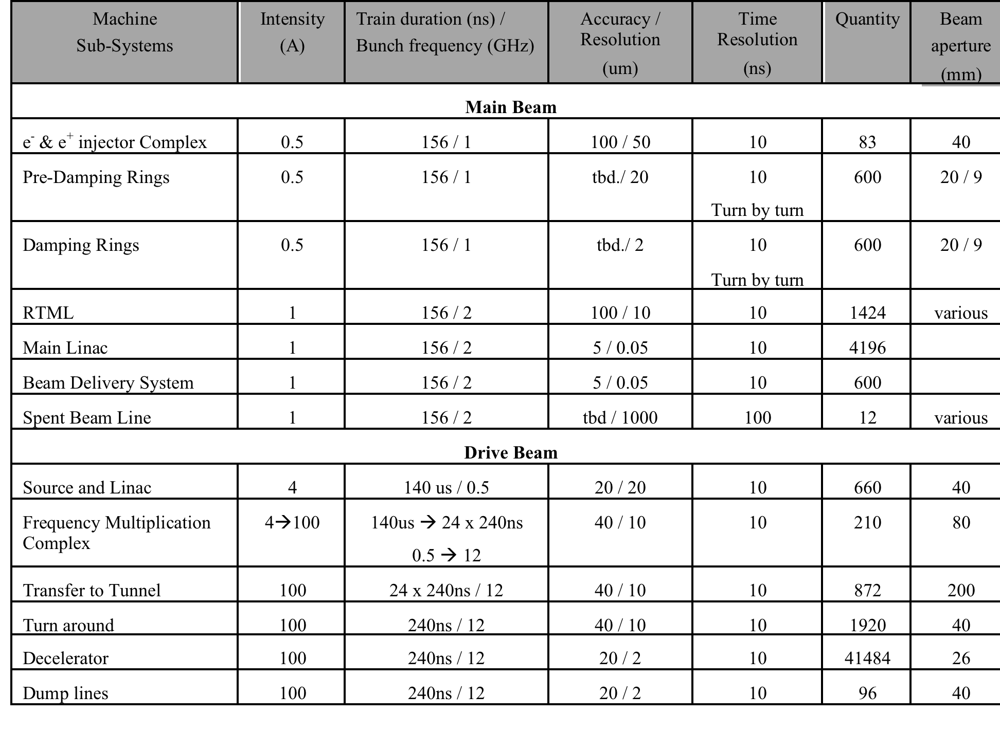 Machine Sub-Systems Intensity (A) Train duration (ns) / Bunch frequency (GHz) Accuracy / Resolution (um) Time Resolution (ns) Quantity Beam aperture (mm)
Main Beam
e- & e+ injector Complex 0.5 156 / 1 100 / 50 10 83 40
Pre-Damping Rings 0.5 156 / 1 tbd./ 20 10 600 20 / 9
Turn by turn
Damping Rings 0.5 156 / 1 tbd./ 2 10 600 20 / 9
Turn by turn
RTML 1 156 / 2 100 / 10 10 1424 various
Main Linac 1 156 / 2 5 / 0.05 10 4196
Beam Delivery System 1 156 / 2 5 / 0.05 10 600
Spent Beam Line 1 156 / 2 tbd / 1000 100 12 various
Drive Beam
Source and Linac 4 140 us / 0.5 20 / 20 10 660 40
Frequency Multiplication 4→100 140us → 24 x 240ns 40 / 10 10 210 80
Complex 0.5 → 12
Transfer to Tunnel 100 24 x 240ns / 12 40 / 10 10 872 200
Turn around 100 240ns / 12 40 / 10 10 1920 40
Decelerator 100 240ns / 12 20 / 2 10 41484 26
Dump lines 100 240ns / 12 20 / 2 10 96 40